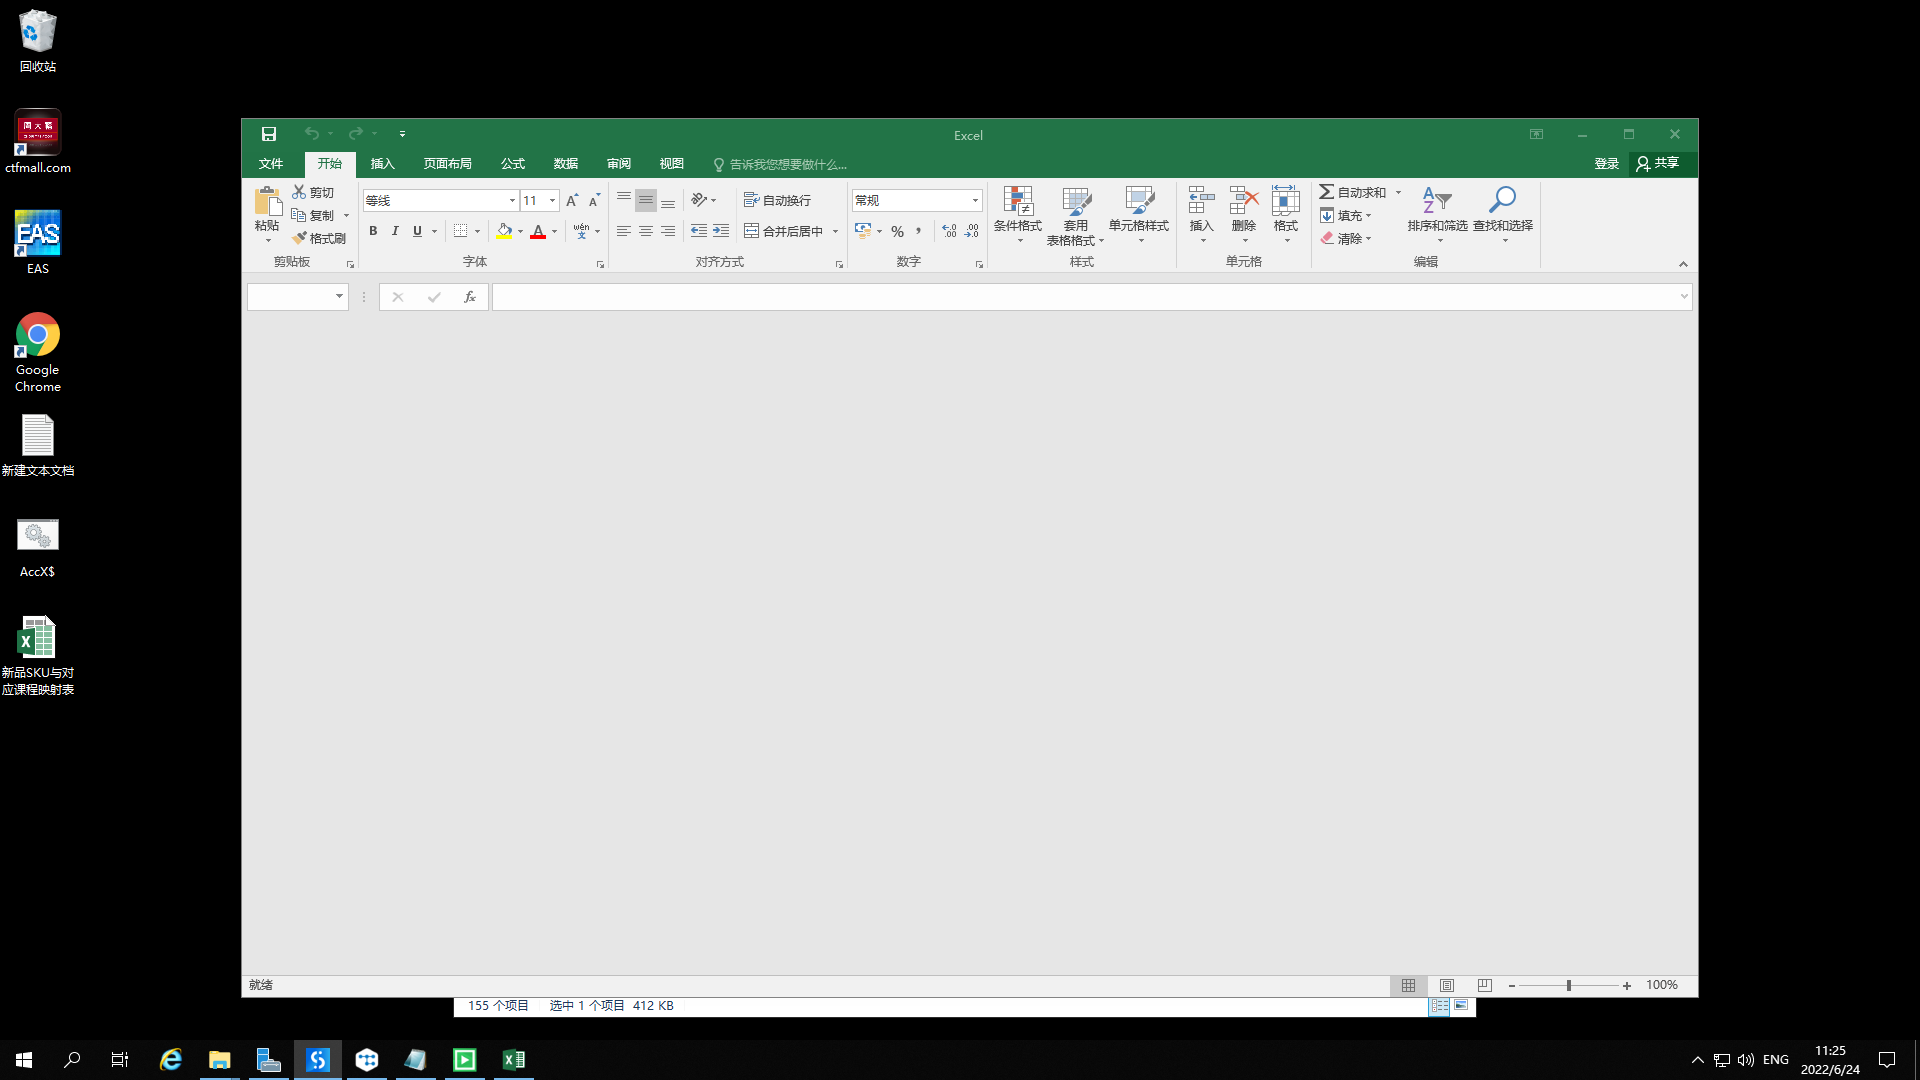 回收站
ctfmall.com
EAS
EAS
Google
Chrome
新建文本文档
AccX$
新品SKU与对
应课程映射表
Excel
文件 开始 插入 页面布局 公式 数据 审阅 视图 告诉我您想要做什么... 登录 共享
粘贴
剪切
复制
格式刷
剪贴板
等线 11
B I U
wén
文
字体
自动换行
合并后居中
对齐方式
常规
% ,
数字
条件格式
套用
表格格式
单元格样式
样式
插入 删除 格式
单元格
自动求和
填充
清除
排序和筛选 查找和选择
编辑
fx
就绪
100%
155 个项目 选中 1 个项目 412 KB
ENG
11:25
2022/6/24